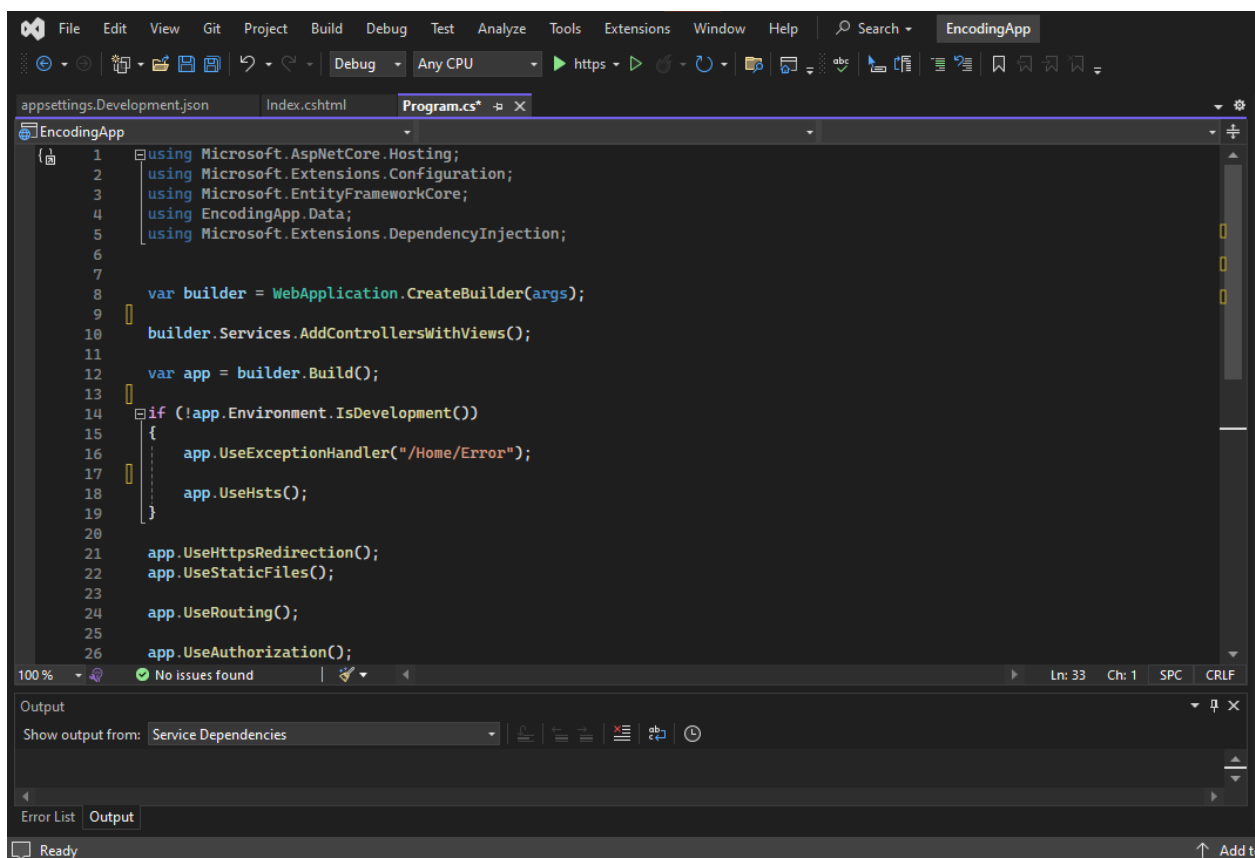 File Edit View Git Project Build Debug Test Analyze Tools Extensions Window Help Search EncodingApp
Debug Any CPU https
appsettings.Development.json Index.cshtml Program.cs*
EncodingApp
1 using Microsoft.AspNetCore.Hosting;
2 using Microsoft.Extensions.Configuration;
3 using Microsoft.EntityFrameworkCore;
4 using EncodingApp.Data;
5 using Microsoft.Extensions.DependencyInjection;
6
7
8 var builder = WebApplication.CreateBuilder(args);
9
10 builder.Services.AddControllersWithViews();
11
12 var app = builder.Build();
13
14 if (!app.Environment.IsDevelopment())
15 {
16 app.UseExceptionHandler("/Home/Error");
17
18 app.UseHsts();
19 }
20
21 app.UseHttpsRedirection();
22 app.UseStaticFiles();
23
24 app.UseRouting();
25
26 app.UseAuthorization();
100 % No issues found Ln: 33 Ch: 1 SPC CRLF
Output
Show output from: Service Dependencies
Error List Output
Ready Add t